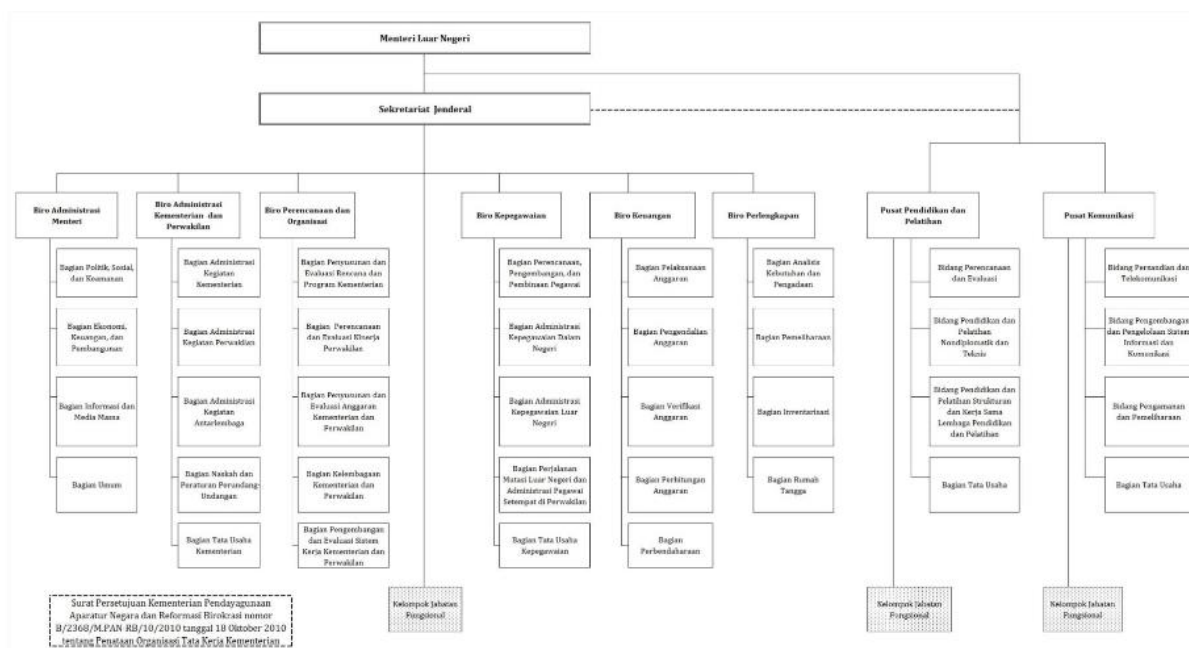 Menteri Luar Negeri
Sekretariat Jenderal
Biro Administrasi
Menteri
Biro Administrasi
Kementerian dan
Perwakilan
Biro Perencanaan dan
Organisasi
Biro Kepegawaian
Biro Keuangan
Biro Perlengkapan
Pusat Pendidikan dan
Pelatihan
Pusat Komunikasi
Bagian Politik, Sosial,
dan Keamanan
Bagian Administrasi
Kegiatan
Kementerian
Bagian Penyusunan dan
Evaluasi Rencana dan
Program Kementerian
Bagian Perencanaan,
Pengembangan, dan
Pembinaan Pegawai
Bagian Pelaksanaan
Anggaran
Bagian Analisis
Kebutuhan dan
Pengadaan
Bidang Perencanaan
dan Evaluasi
Bidang Persandian dan
Telekomunikasi
Bagian Ekonomi,
Keuangan, dan
Pembangunan
Bagian Administrasi
Kegiatan Perwakilan
Bagian Perencanaan
dan Evaluasi Kinerja
Perwakilan
Bagian Administrasi
Kepegawaian Dalam
Negeri
Bagian Pengendalian
Anggaran
Bagian Pemeliharaan
Bidang Pendidikan dan
Pelatihan
Nondiplomatik dan
Teknis
Bidang Pengembangan
dan Pengelolaan Sistem
Informasi dan
Komunikasi
Bagian Informasi dan
Media Massa
Bagian Administrasi
Kegiatan
Antarlembaga
Bagian Penyusunan dan
Evaluasi Anggaran
Kementerian dan
Perwakilan
Bagian Administrasi
Kepegawaian Luar
Negeri
Bagian Verifikasi
Anggaran
Bagian Inventarisasi
Bidang Pendidikan dan
Pelatihan Strukturan
dan Kerja Sama
Lembaga Pendidikan
dan Pelatihan
Bidang Pengamanan
dan Pemeliharaan
Bagian Umum
Bagian Naskah dan
Peraturan Perundang-
Undangan
Bagian Kelembagaan
Kementerian dan
Perwakilan
Bagian Perjalanan
Mutasi Luar Negeri dan
Administrasi Pegawai
Setempat di Perwakilan
Bagian Perhitungan
Anggaran
Bagian Rumah
Tangga
Bagian Tata Usaha
Bagian Tata Usaha
Bagian Tata Usaha
Kementerian
Bagian Pengembangan
dan Evaluasi Sistem
Kerja Kementerian dan
Perwakilan
Bagian Tata Usaha
Kepegawaian
Bagian
Perbendaharaan
Surat Persetujuan Kementerian Pendayagunaan
Aparatur Negara dan Reformasi Birokrasi nomor
B/2368/M.PAN-RB/10/2010 tanggal 18 Oktober 2010
tentang Penataan Organisasi Tata Kerja Kementerian
Kelompok Jabatan
Fungsional
Kelompok Jabatan
Fungsional
Kelompok Jabatan
Fungsional